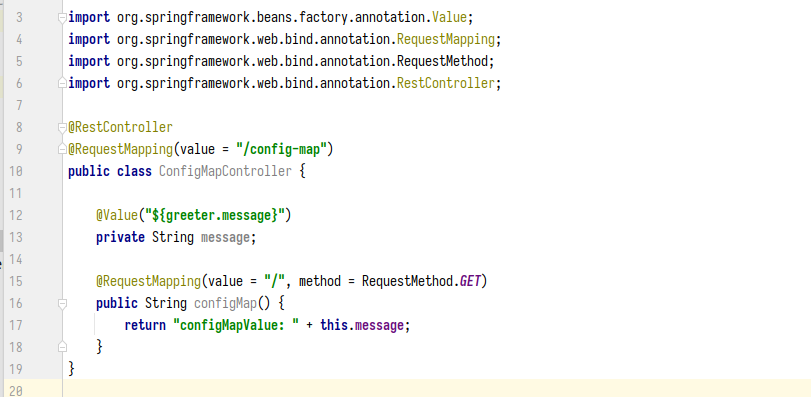 3 import org.springframework.beans.factory.annotation.Value;
4 import org.springframework.web.bind.annotation.RequestMapping;
5 import org.springframework.web.bind.annotation.RequestMethod;
6 import org.springframework.web.bind.annotation.RestController;
7
8 @RestController
9 @RequestMapping(value = "/config-map")
10 public class ConfigMapController {
11
12     @Value("${greeter.message}")
13     private String message;
14
15     @RequestMapping(value = "/", method = RequestMethod.GET)
16     public String configMap() {
17         return "configMapValue: " + this.message;
18     }
19 }
20